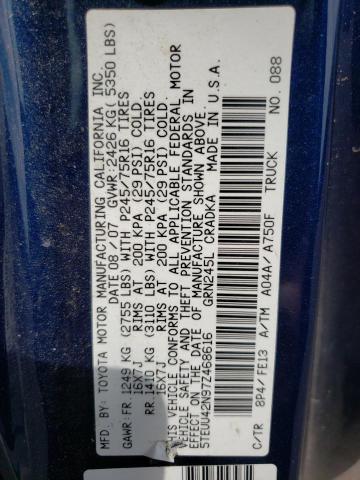 MFD. BY: TOYOTA MOTOR MANUFACTURING CALIFORNIA INC.
DATE 08/07 GVWR:2426 KG( 5350 LBS)
GAWR:FR.1249 KG (2755 LBS) WITH P245/75R16 TIRES
16X7J RIMS AT 200 KPA (29 PSI) COLD.
RR.1410 KG (3110 LBS) WITH P245/75R16 TIRES
16X7J RIMS AT 200 KPA (29 PSI) COLD.
THIS VEHICLE CONFORMS TO ALL APPLICABLE FEDERAL MOTOR
VEHICLE SAFETY AND THEFT PREVENTION STANDARDS IN
EFFECT ON THE DATE OF MANUFACTURE SHOWN ABOVE.
5TEUU42N97Z468616 GRN245L CRADKA MADE IN U.S.A.
C/TR 8P4/FE13 A/TM A04A/A750F TRUCK NO. 088